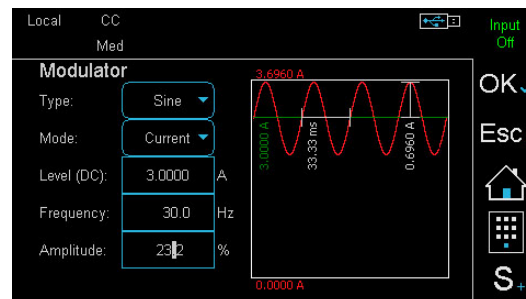 Local CC
Med
Input
Off
Modulator
Type: Sine
Mode: Current
Level (DC): 3.0000 A
Frequency: 30.0 Hz
Amplitude: 23.2 %
3.6960 A
3.0000 A
33.33 ms
0.6960 A
0.0000 A
OK
Esc
S+